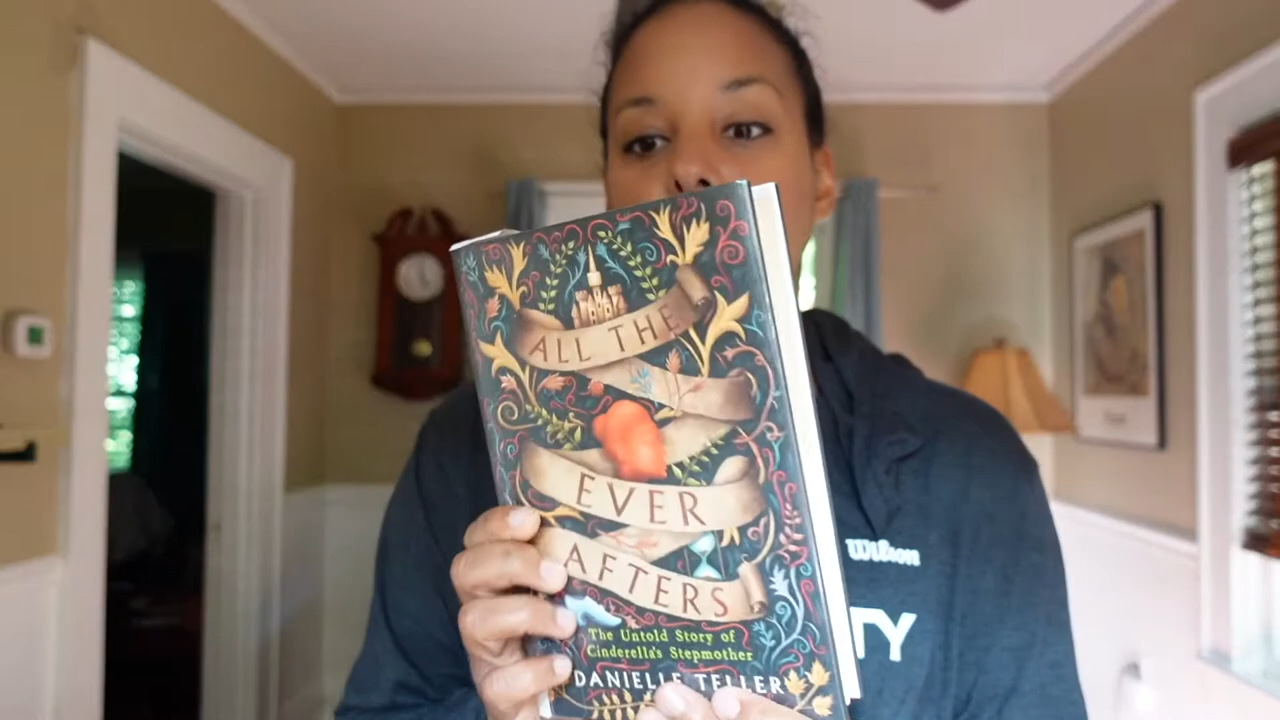 ALL THE
EVER
AFTERS
The Untold Story of
Cinderella's Stepmother
DANIELLE TELLER
Wilson
TY